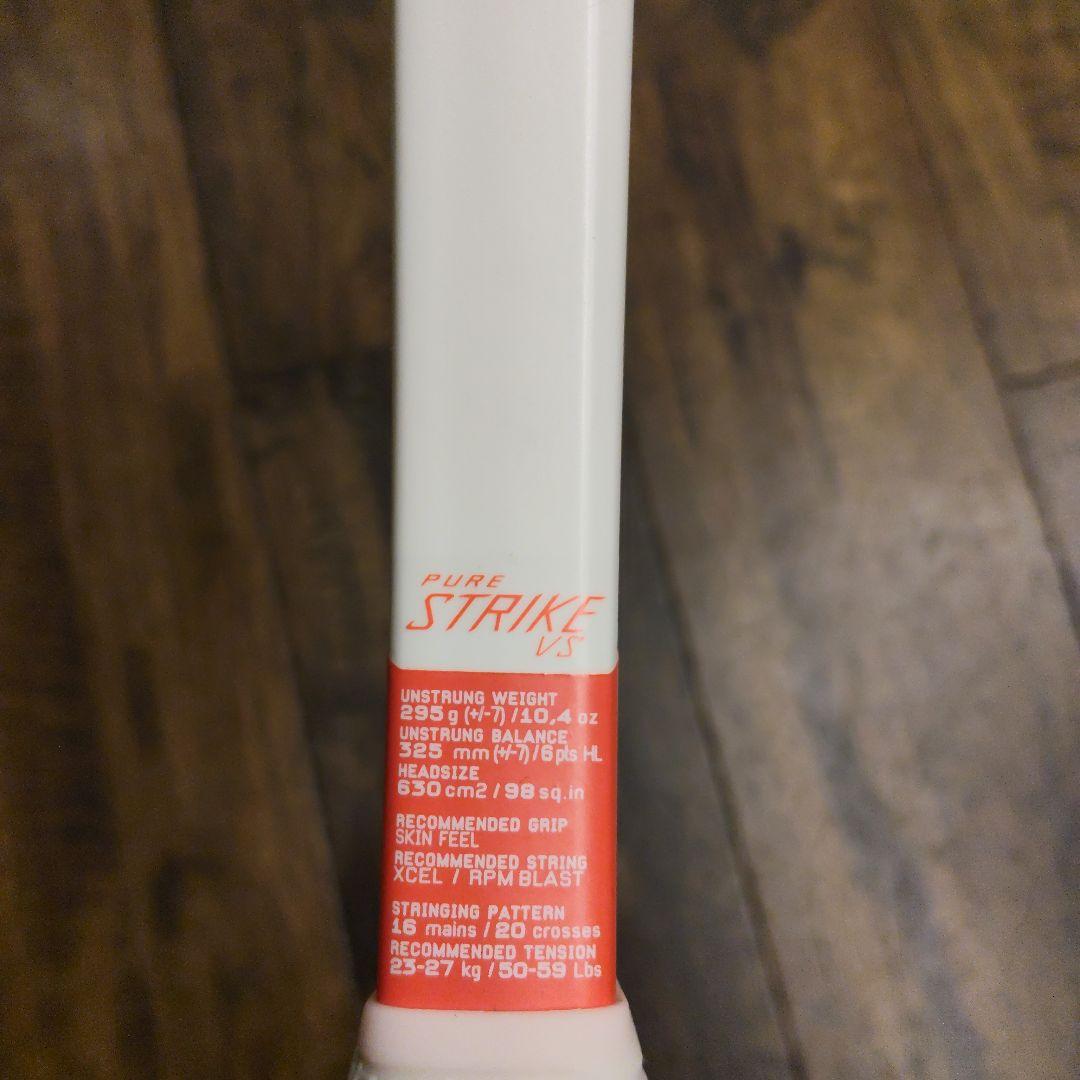 PURE
STRIKE
VS
UNSTRUNG WEIGHT
295 g (+/-7) / 10,4 oz
UNSTRUNG BALANCE
325 mm (+/-7) / 6 pts HL
HEADSIZE
630 cm2 / 98 sq.in
RECOMMENDED GRIP
SKIN FEEL
RECOMMENDED STRING
XCEL / RPM BLAST
STRINGING PATTERN
16 mains / 20 crosses
RECOMMENDED TENSION
23-27 kg / 50-59 Lbs